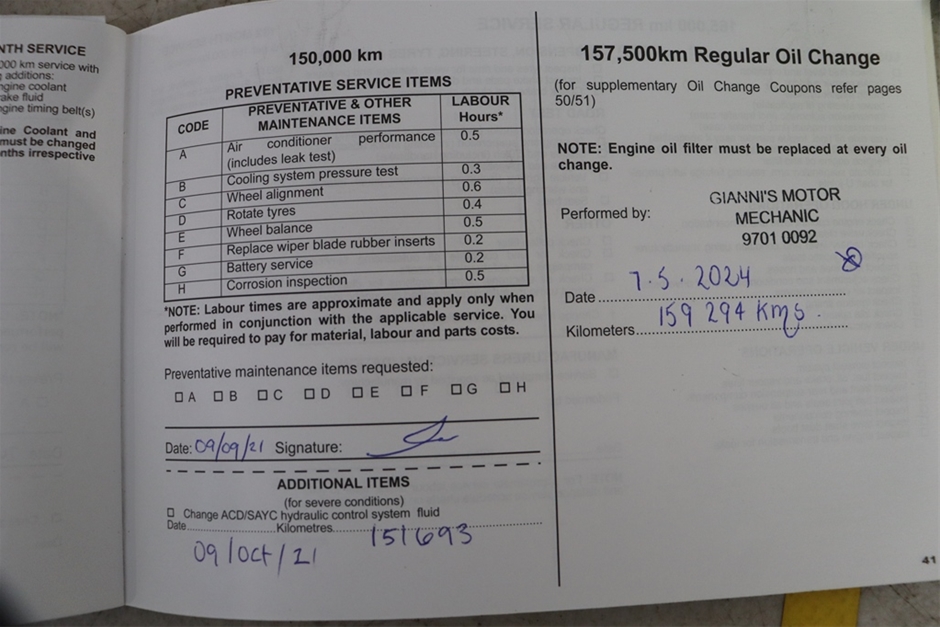 NTH SERVICE
000 km service with
additions:
ngine coolant
ake fluid
ngine timing belt(s)
ine Coolant and
must be changed
nths irrespective
150,000 km
PREVENTATIVE SERVICE ITEMS
CODE PREVENTATIVE & OTHER MAINTENANCE ITEMS LABOUR Hours*
A Air conditioner performance (includes leak test) 0.5
B Cooling system pressure test 0.3
C Wheel alignment 0.6
D Rotate tyres 0.4
E Wheel balance 0.5
F Replace wiper blade rubber inserts 0.2
G Battery service 0.2
H Corrosion inspection 0.5
*NOTE: Labour times are approximate and apply only when
performed in conjunction with the applicable service. You
will be required to pay for material, labour and parts costs.
Preventative maintenance items requested:
☐ A ☐ B ☐ C ☐ D ☐ E ☐ F ☐ G ☐ H
Date: 09/09/21 Signature:
ADDITIONAL ITEMS
(for severe conditions)
☐ Change ACD/SAYC hydraulic control system fluid
Date..................Kilometres..................
09/Oct/21 151693
157,500km Regular Oil Change
(for supplementary Oil Change Coupons refer pages
50/51)
NOTE: Engine oil filter must be replaced at every oil
change.
Performed by: GIANNI'S MOTOR
MECHANIC
9701 0092
Date 7.5.2024
Kilometers 159 294 Kms.
41